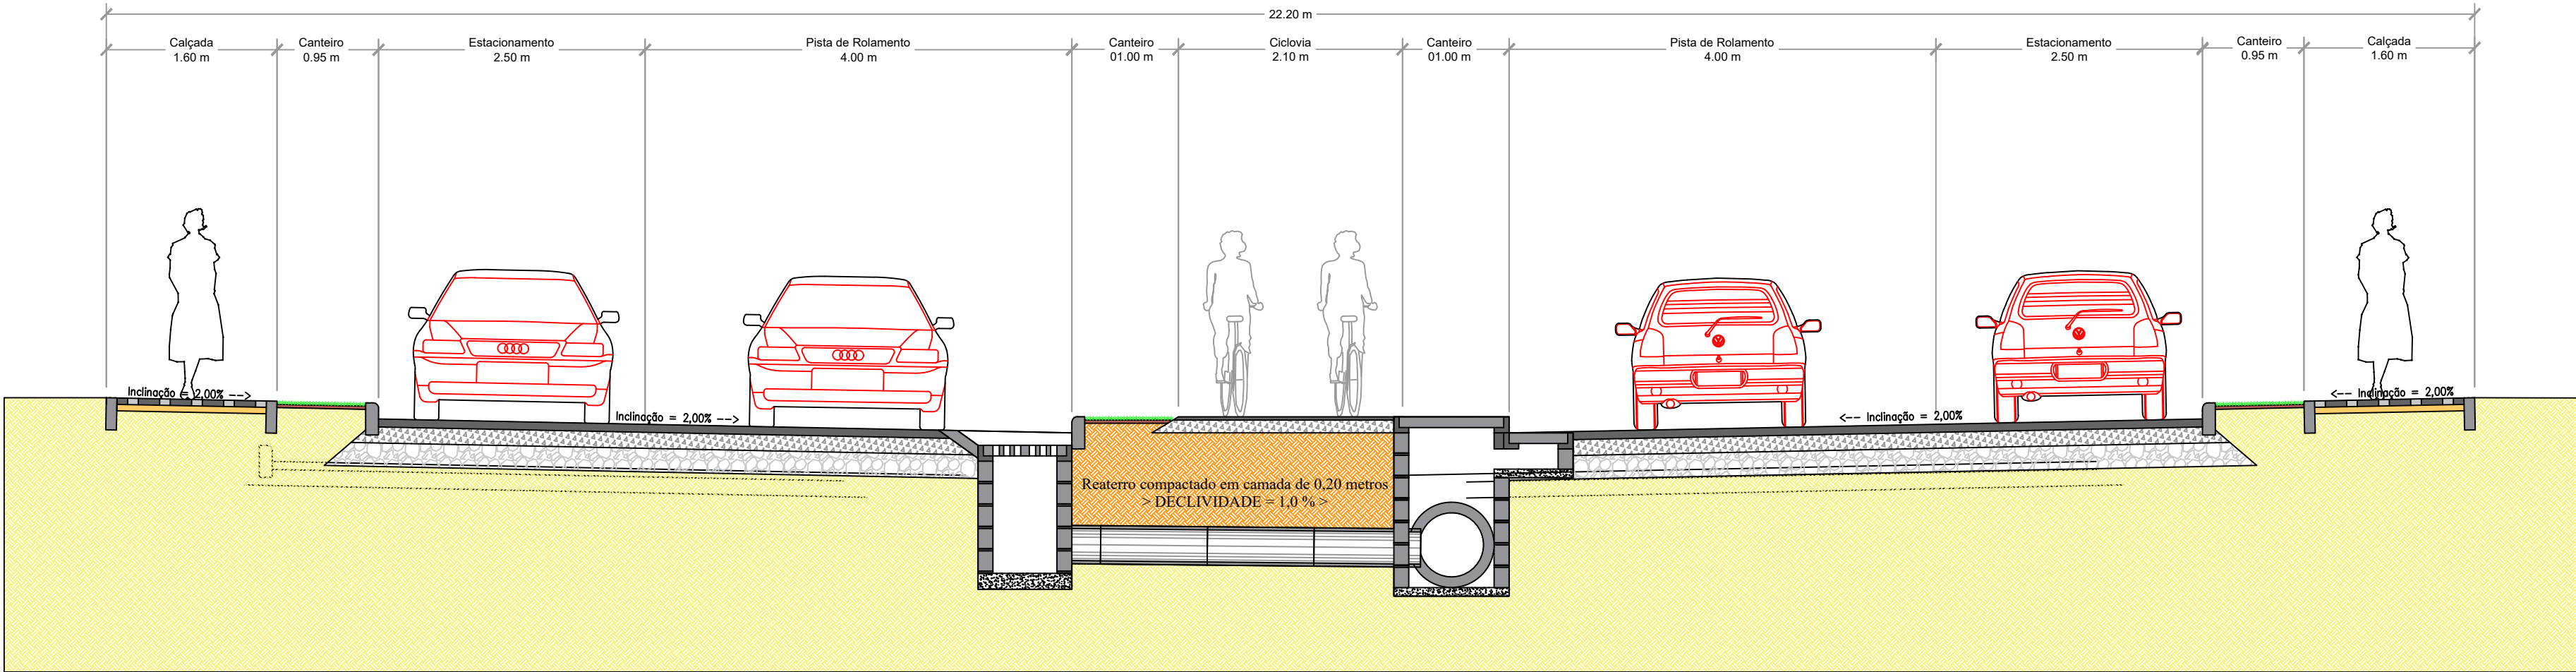 22.20 m
Calçada
1.60 m
Canteiro
0.95 m
Estacionamento
2.50 m
Pista de Rolamento
4.00 m
Canteiro
01.00 m
Ciclovia
2.10 m
Canteiro
01.00 m
Pista de Rolamento
4.00 m
Estacionamento
2.50 m
Canteiro
0.95 m
Calçada
1.60 m
Inclinação = 2,00% -->
Inclinação = 2,00% -->
<-- Inclinação = 2,00%
<-- Inclinação = 2,00%
Reaterro compactado em camada de 0,20 metros
> DECLIVIDADE = 1,0 % >